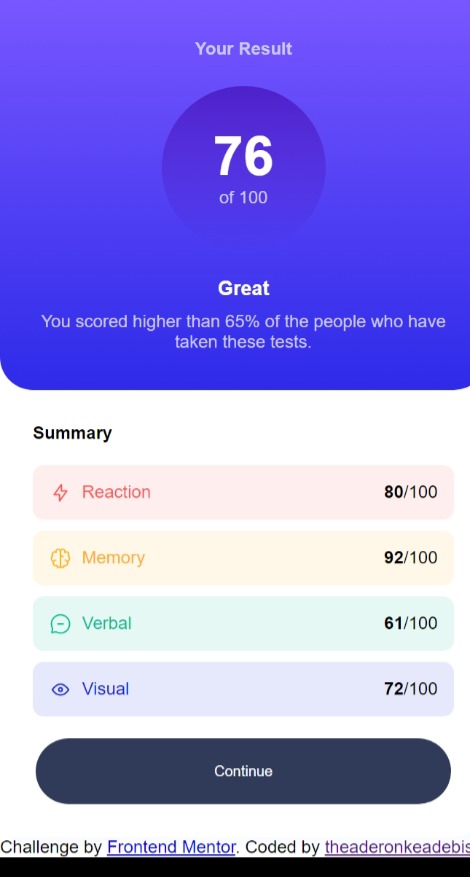 Your Result
76
of 100
Great
You scored higher than 65% of the people who have
taken these tests.
Summary
Reaction 80/100
Memory 92/100
Verbal 61/100
Visual 72/100
Continue
Challenge by Frontend Mentor. Coded by theaderonkeadebis